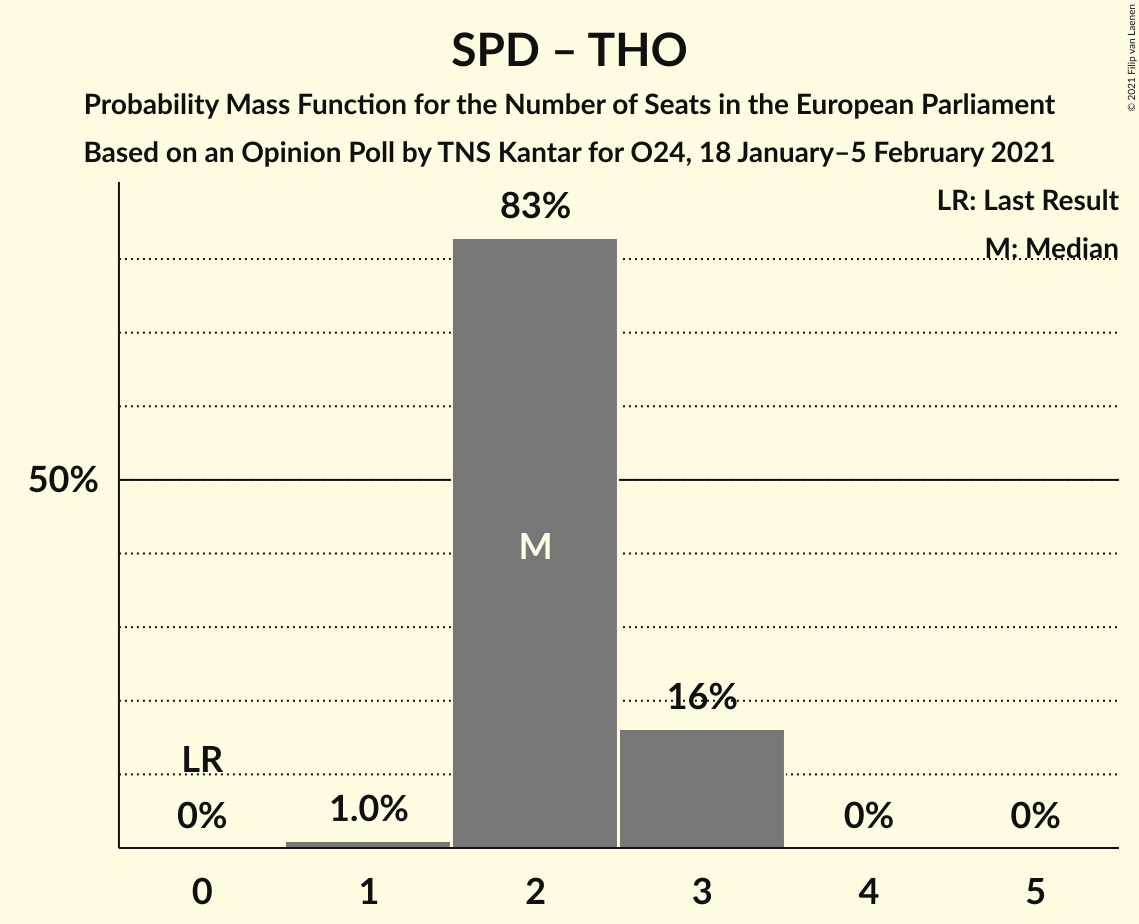 SPD – THO
Probability Mass Function for the Number of Seats in the European Parliament
Based on an Opinion Poll by TNS Kantar for O24, 18 January–5 February 2021
© 2021 Filip van Laenen
LR: Last Result
M: Median
83%
50%
M
16%
LR
0%
1.0%
0%
0%
0 1 2 3 4 5